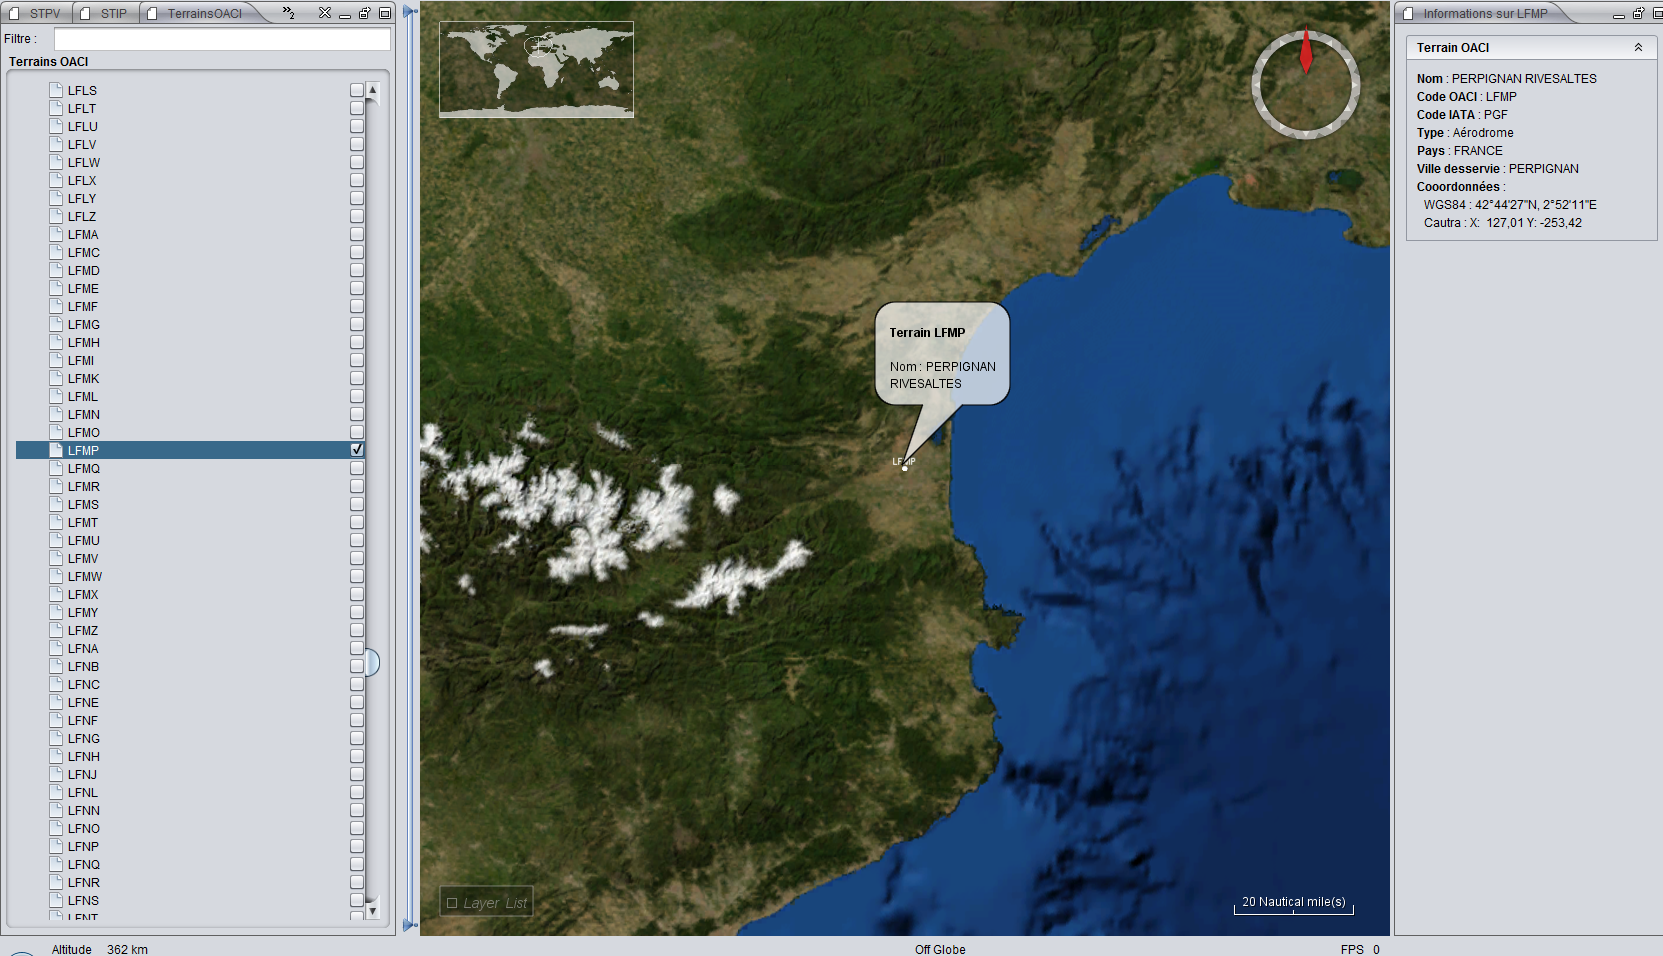 STPV
STIP
TerrainsOACI
»2
Filtre :
Terrains OACI
LFLS
LFLT
LFLU
LFLV
LFLW
LFLX
LFLY
LFLZ
LFMA
LFMC
LFMD
LFME
LFMF
LFMG
LFMH
LFMI
LFMK
LFML
LFMN
LFMO
LFMP
LFMQ
LFMR
LFMS
LFMT
LFMU
LFMV
LFMW
LFMX
LFMY
LFMZ
LFNA
LFNB
LFNC
LFNE
LFNF
LFNG
LFNH
LFNJ
LFNL
LFNN
LFNO
LFNP
LFNQ
LFNR
LFNS
LFNT
Terrain LFMP
Nom : PERPIGNAN
RIVESALTES
LFMP
Layer List
20 Nautical mile(s)
Informations sur LFMP
Terrain OACI
Nom : PERPIGNAN RIVESALTES
Code OACI : LFMP
Code IATA : PGF
Type : Aérodrome
Pays : FRANCE
Ville desservie : PERPIGNAN
Cooordonnées :
WGS84 : 42°44'27"N, 2°52'11"E
Cautra : X: 127,01 Y: -253,42
Altitude 362 km
Off Globe
FPS 0